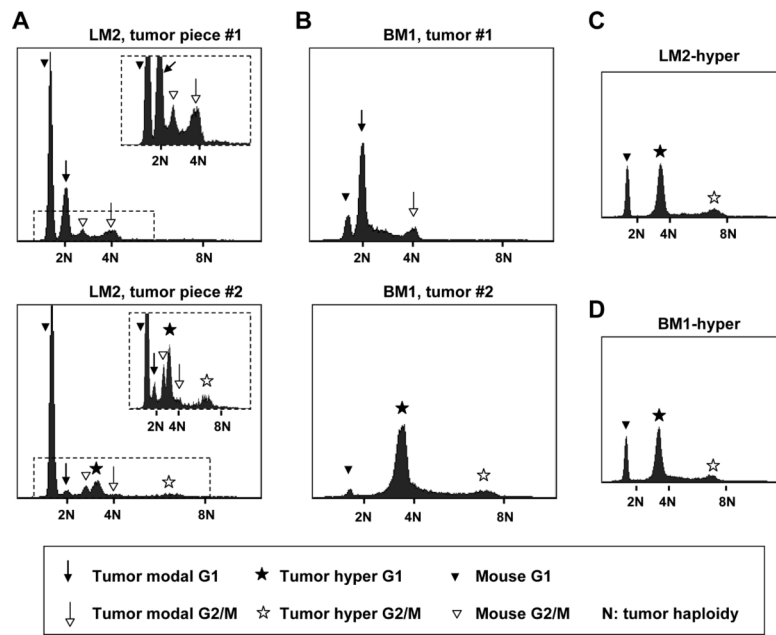 A
LM2, tumor piece #1
2N 4N
2N 4N 8N
LM2, tumor piece #2
2N 4N 8N
2N 4N 8N
B
BM1, tumor #1
2N 4N 8N
BM1, tumor #2
2N 4N 8N
C
LM2-hyper
2N 4N 8N
D
BM1-hyper
2N 4N 8N
Tumor modal G1 Tumor hyper G1 Mouse G1
Tumor modal G2/M Tumor hyper G2/M Mouse G2/M N: tumor haploidy